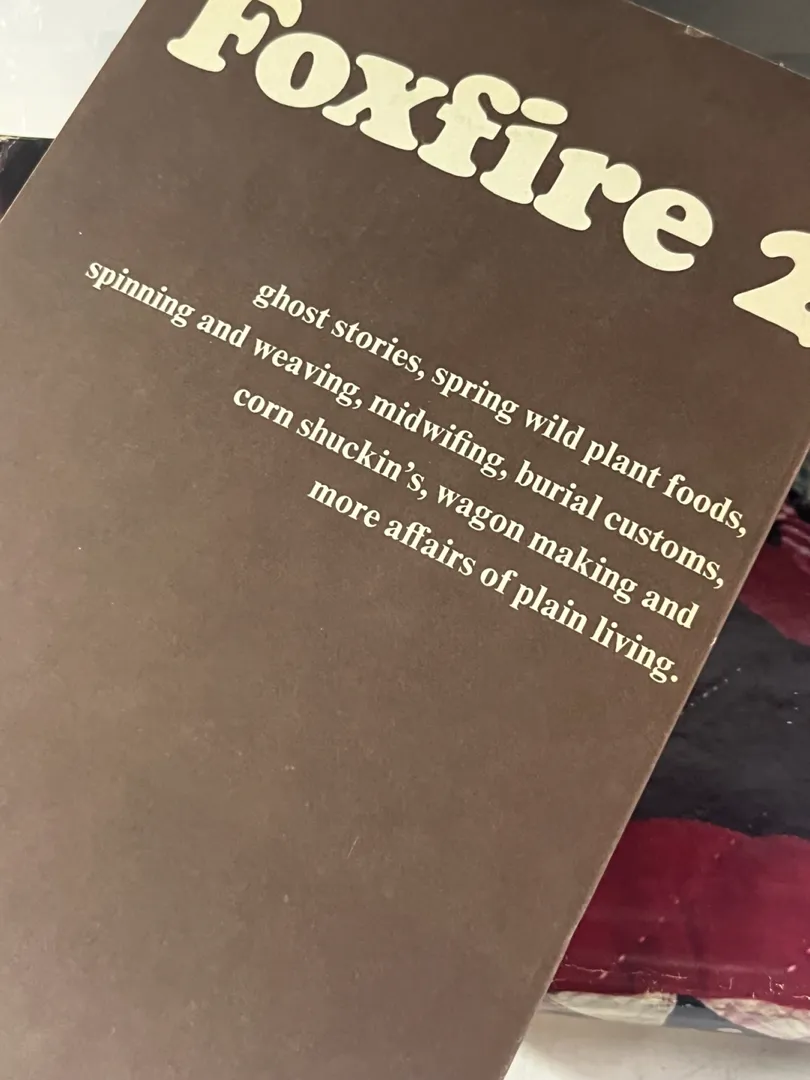 Foxfire 2
ghost stories, spring wild plant foods,
spinning and weaving, midwifing, burial customs,
corn shuckin's, wagon making and
more affairs of plain living.